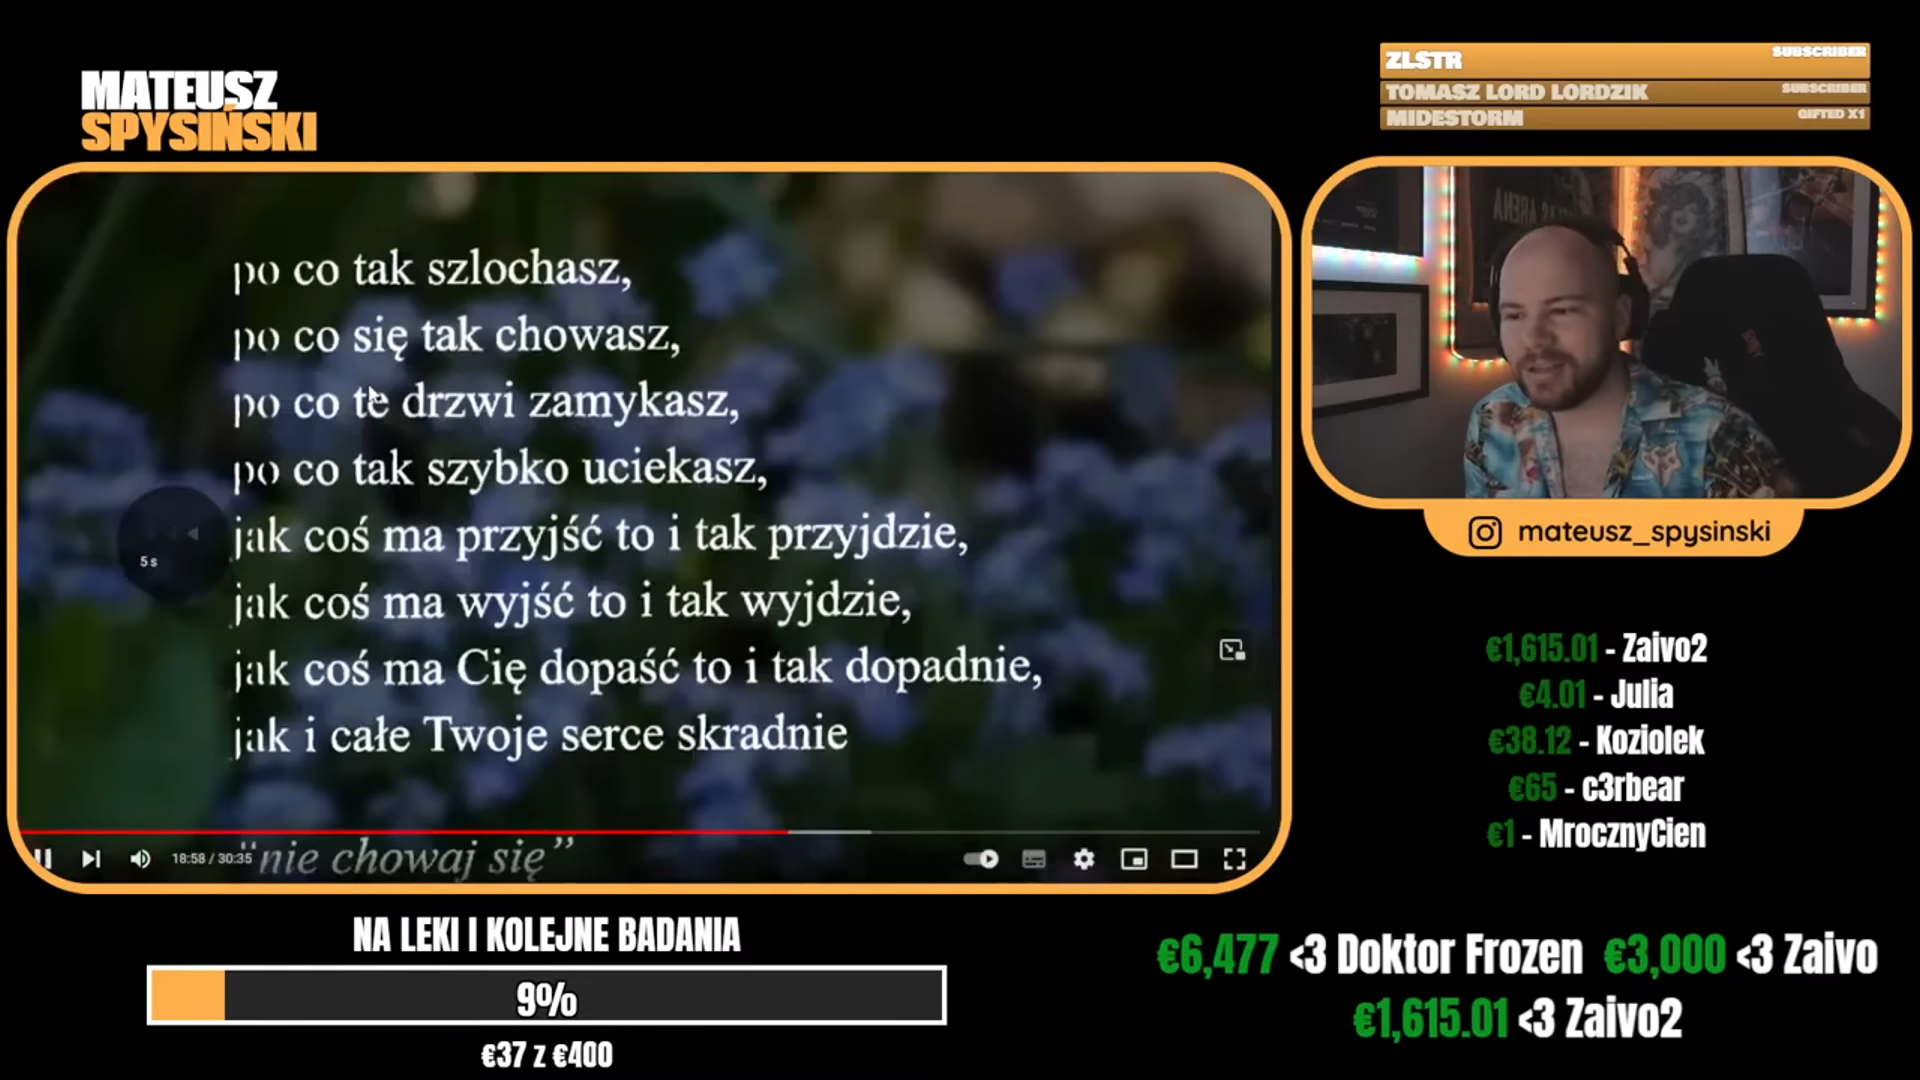 MATEUSZ
SPYSIŃSKI
ZLSTR SUBSCRIBER
TOMASZ LORD LORDZIK SUBSCRIBER
MIDESTORM GIFTED X1
po co tak szlochasz,
po co się tak chowasz,
po co te drzwi zamykasz,
po co tak szybko uciekasz,
jak coś ma przyjść to i tak przyjdzie,
jak coś ma wyjść to i tak wyjdzie,
jak coś ma Cię dopaść to i tak dopadnie,
jak i całe Twoje serce skradnie
5s
18:58 / 30:35
“nie chowaj się”
mateusz_spysinski
€1,615.01 - Zaivo2
€4.01 - Julia
€38.12 - Koziolek
€65 - c3rbear
€1 - MrocznyCien
NA LEKI I KOLEJNE BADANIA
9%
€37 z €400
€6,477 <3 Doktor Frozen €3,000 <3 Zaivo
€1,615.01 <3 Zaivo2